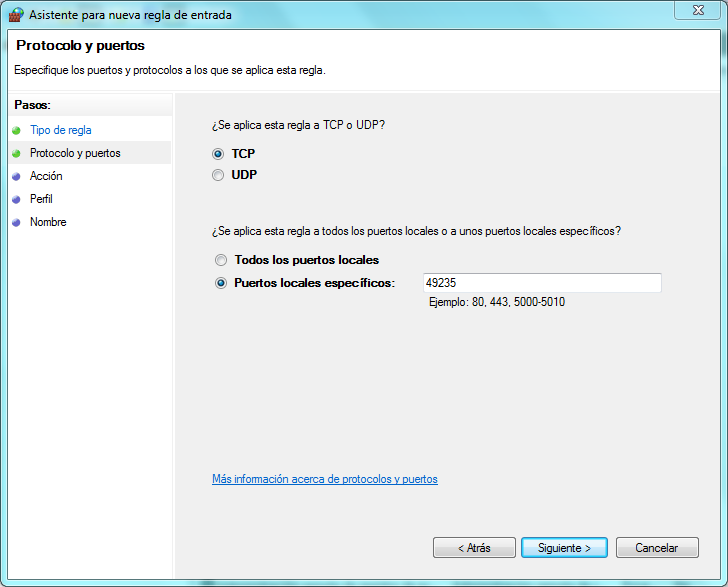 Asistente para nueva regla de entrada
Protocolo y puertos
Especifique los puertos y protocolos a los que se aplica esta regla.
Pasos:
Tipo de regla
Protocolo y puertos
Acción
Perfil
Nombre
¿Se aplica esta regla a TCP o UDP?
TCP
UDP
¿Se aplica esta regla a todos los puertos locales o a unos puertos locales específicos?
Todos los puertos locales
Puertos locales específicos: 49235
Ejemplo: 80, 443, 5000-5010
Más información acerca de protocolos y puertos
< Atrás Siguiente > Cancelar